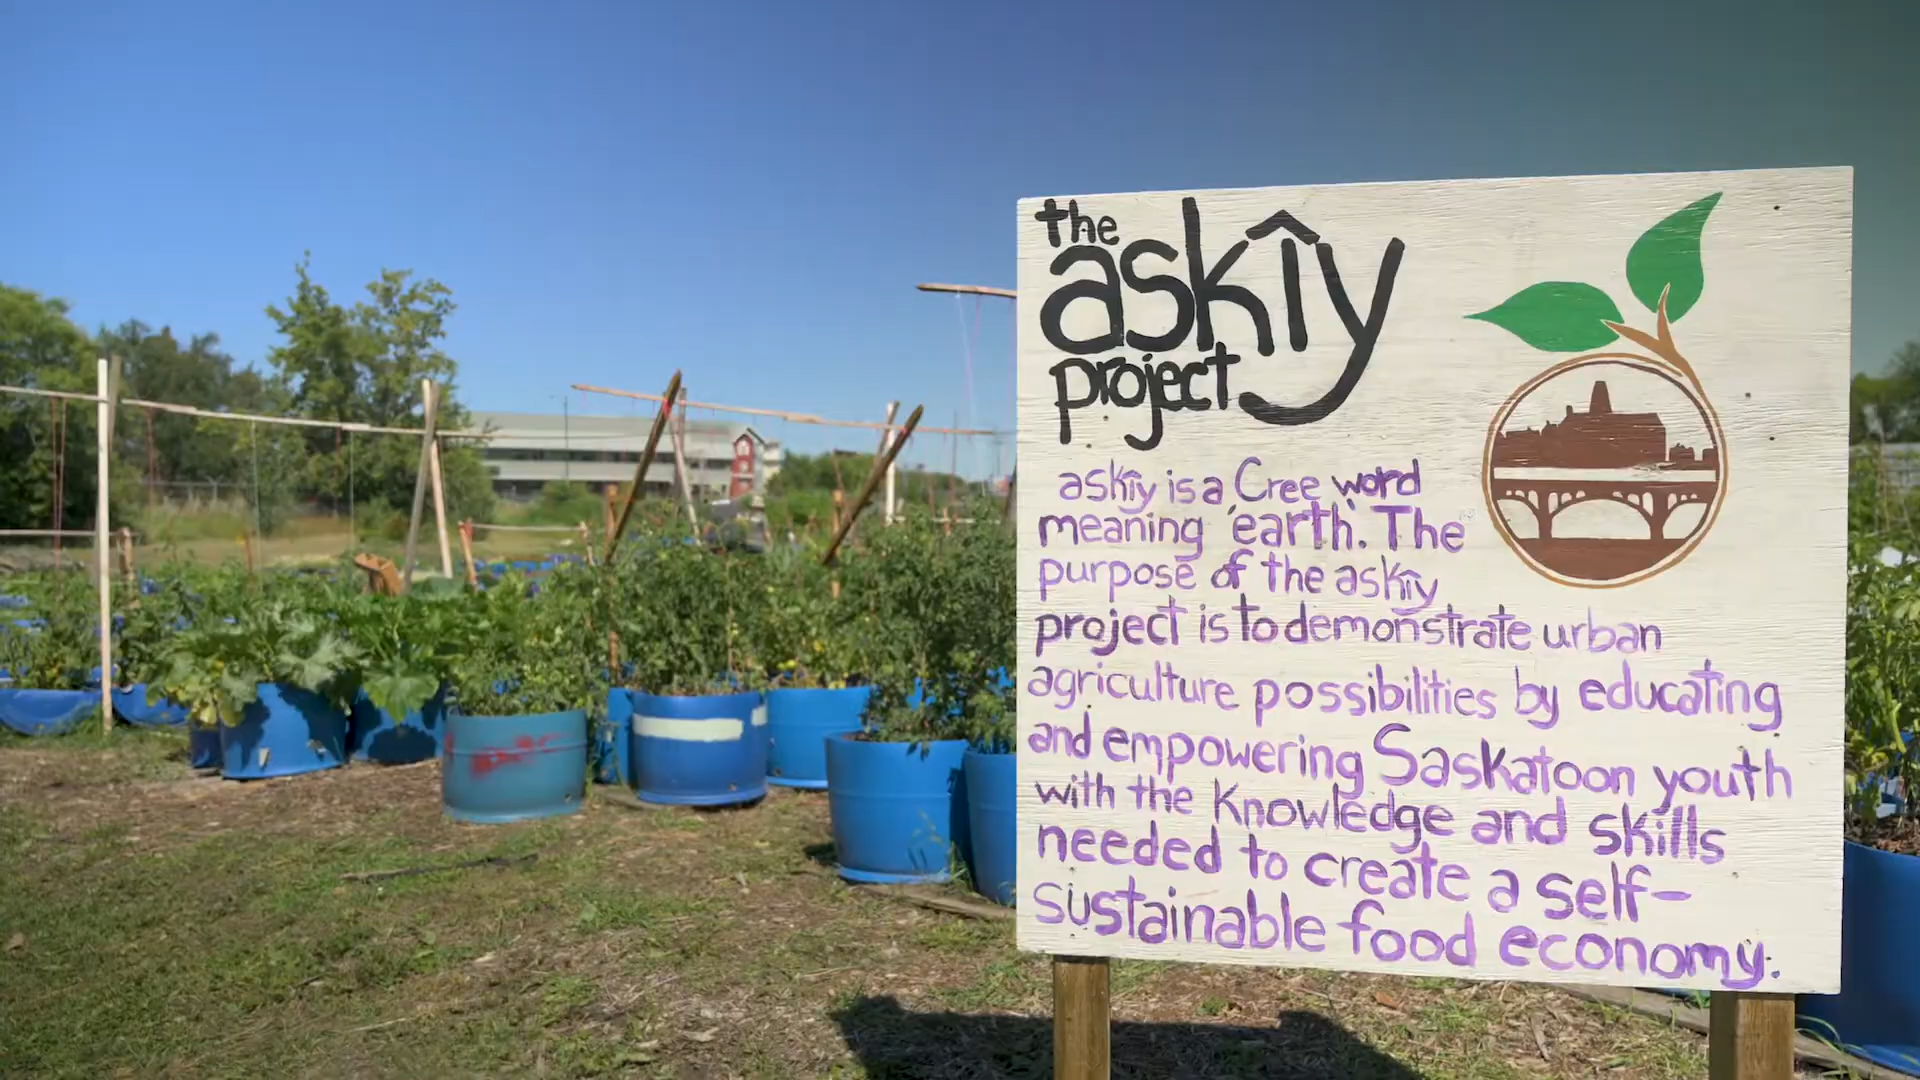 the
askîy
project
askîy is a Cree word
meaning earth. The
purpose of the askîy
project is to demonstrate urban
agriculture possibilities by educating
and empowering Saskatoon youth
with the knowledge and skills
needed to create a self-
sustainable food economy.